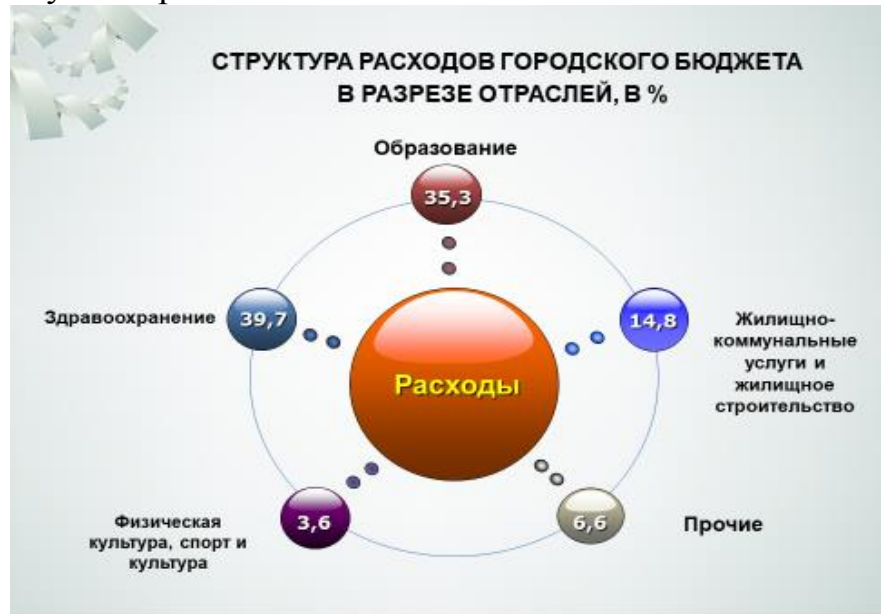 СТРУКТУРА РАСХОДОВ ГОРОДСКОГО БЮДЖЕТА
В РАЗРЕЗЕ ОТРАСЛЕЙ, В %
Образование
35,3
Здравоохранение
39,7
14,8
Жилищно-
коммунальные
услуги и
жилищное
строительство
Расходы
Физическая
культура, спорт и
культура
3,6
6,6
Прочие